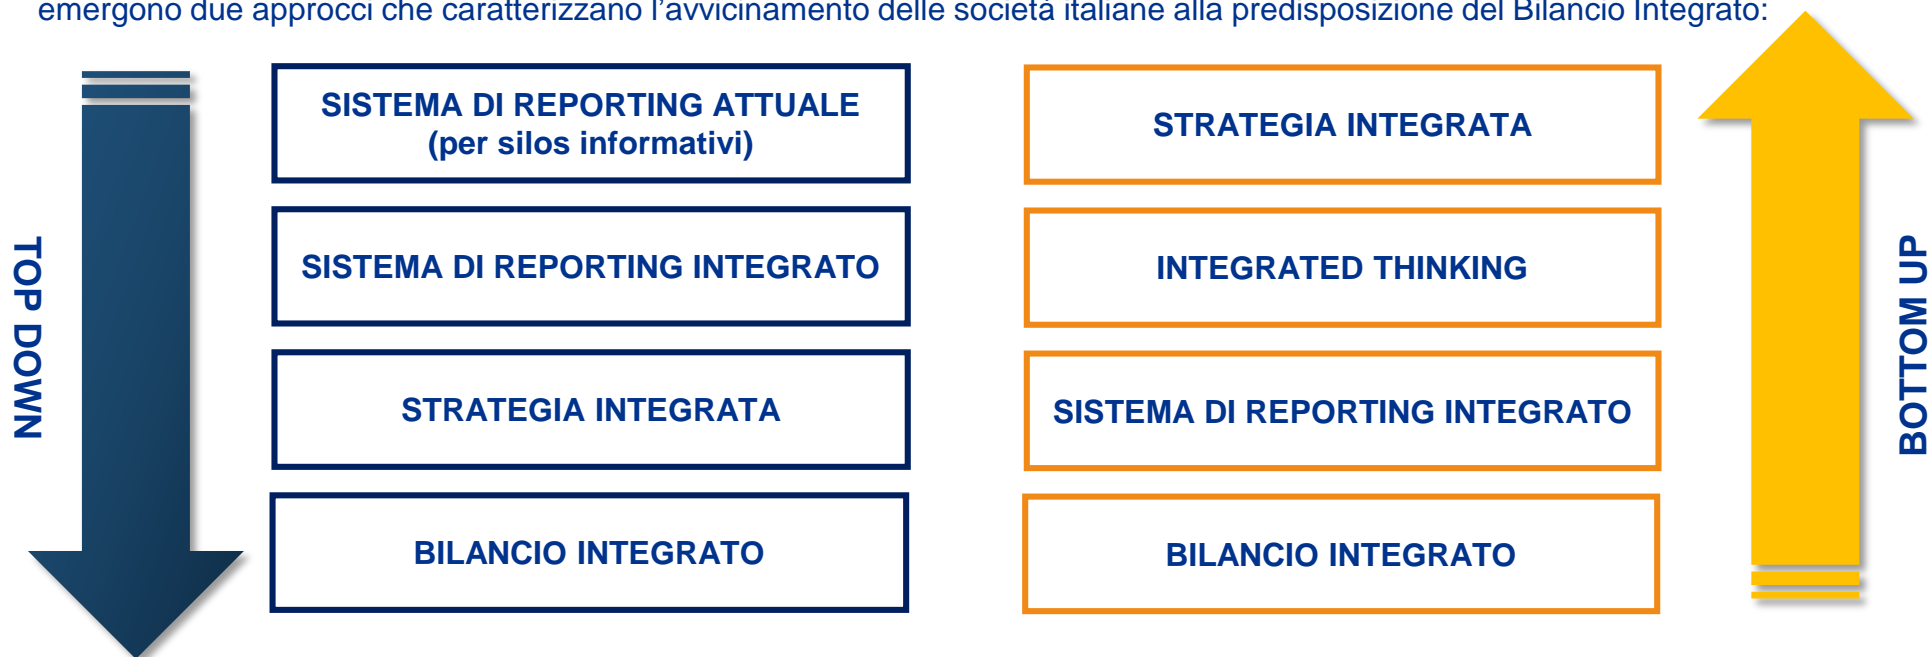 emergono due approcci che caratterizzano l'avvicinamento delle società italiane alla predisposizione del Bilancio Integrato:
TOP DOWN
SISTEMA DI REPORTING ATTUALE
(per silos informativi)
SISTEMA DI REPORTING INTEGRATO
STRATEGIA INTEGRATA
BILANCIO INTEGRATO
STRATEGIA INTEGRATA
INTEGRATED THINKING
SISTEMA DI REPORTING INTEGRATO
BILANCIO INTEGRATO
BOTTOM UP